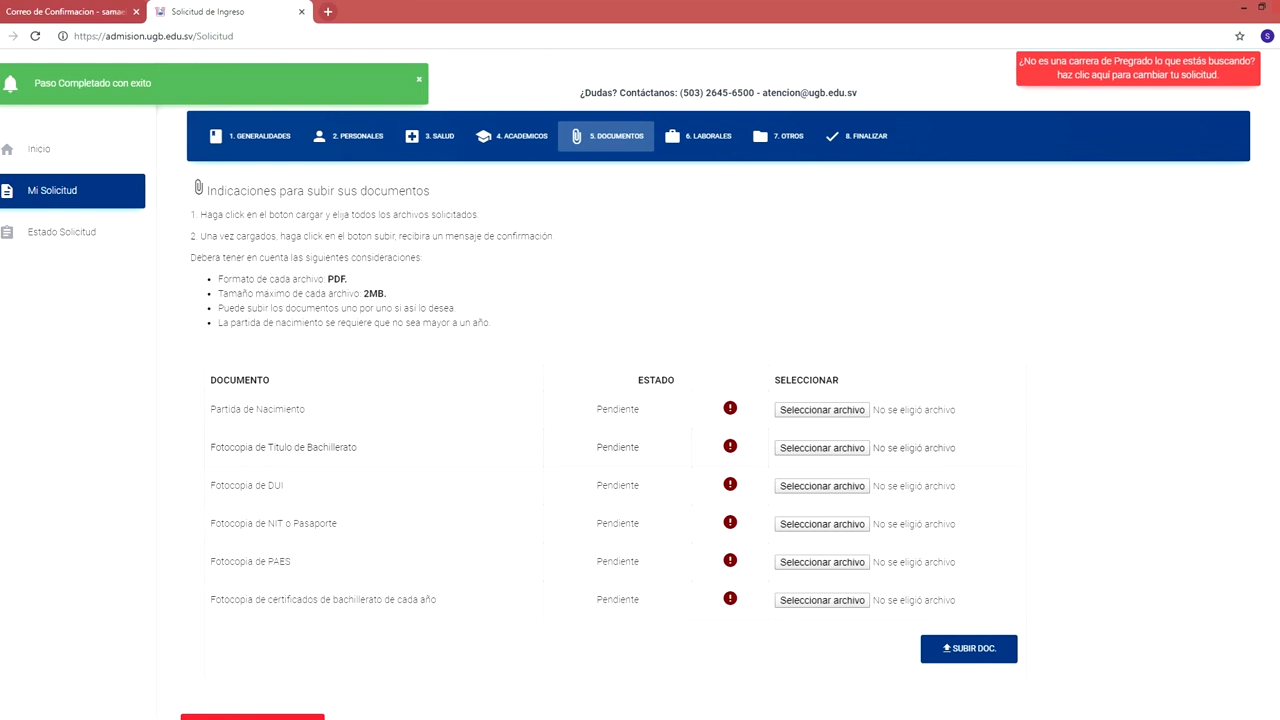 Correo de Confirmacion - samae
Solicitud de Ingreso
https://admision.ugb.edu.sv/Solicitud
S
Paso Completado con exito
¿No es una carrera de Pregrado lo que estás buscando?
haz clic aquí para cambiar tu solicitud.
¿Dudas? Contáctanos: (503) 2645-6500 - atencion@ugb.edu.sv
1. GENERALIDADES
2. PERSONALES
3. SALUD
4. ACADEMICOS
5. DOCUMENTOS
6. LABORALES
7. OTROS
8. FINALIZAR
Inicio
Mi Solicitud
Estado Solicitud
Indicaciones para subir sus documentos
1. Haga click en el boton cargar y elija todos los archivos solicitados.
2. Una vez cargados, haga click en el boton subir, recibira un mensaje de confirmación.
Debera tener en cuenta las siguientes consideraciones:
Formato de cada archivo: PDF.
Tamaño máximo de cada archivo: 2MB.
Puede subir los documentos uno por uno si así lo desea.
La partida de nacimiento se requiere que no sea mayor a un año.
DOCUMENTO ESTADO SELECCIONAR
Partida de Nacimiento Pendiente Seleccionar archivo No se eligió archivo
Fotocopia de Titulo de Bachillerato Pendiente Seleccionar archivo No se eligió archivo
Fotocopia de DUI Pendiente Seleccionar archivo No se eligió archivo
Fotocopia de NIT o Pasaporte Pendiente Seleccionar archivo No se eligió archivo
Fotocopia de PAES Pendiente Seleccionar archivo No se eligió archivo
Fotocopia de certificados de bachillerato de cada año Pendiente Seleccionar archivo No se eligió archivo
SUBIR DOC.